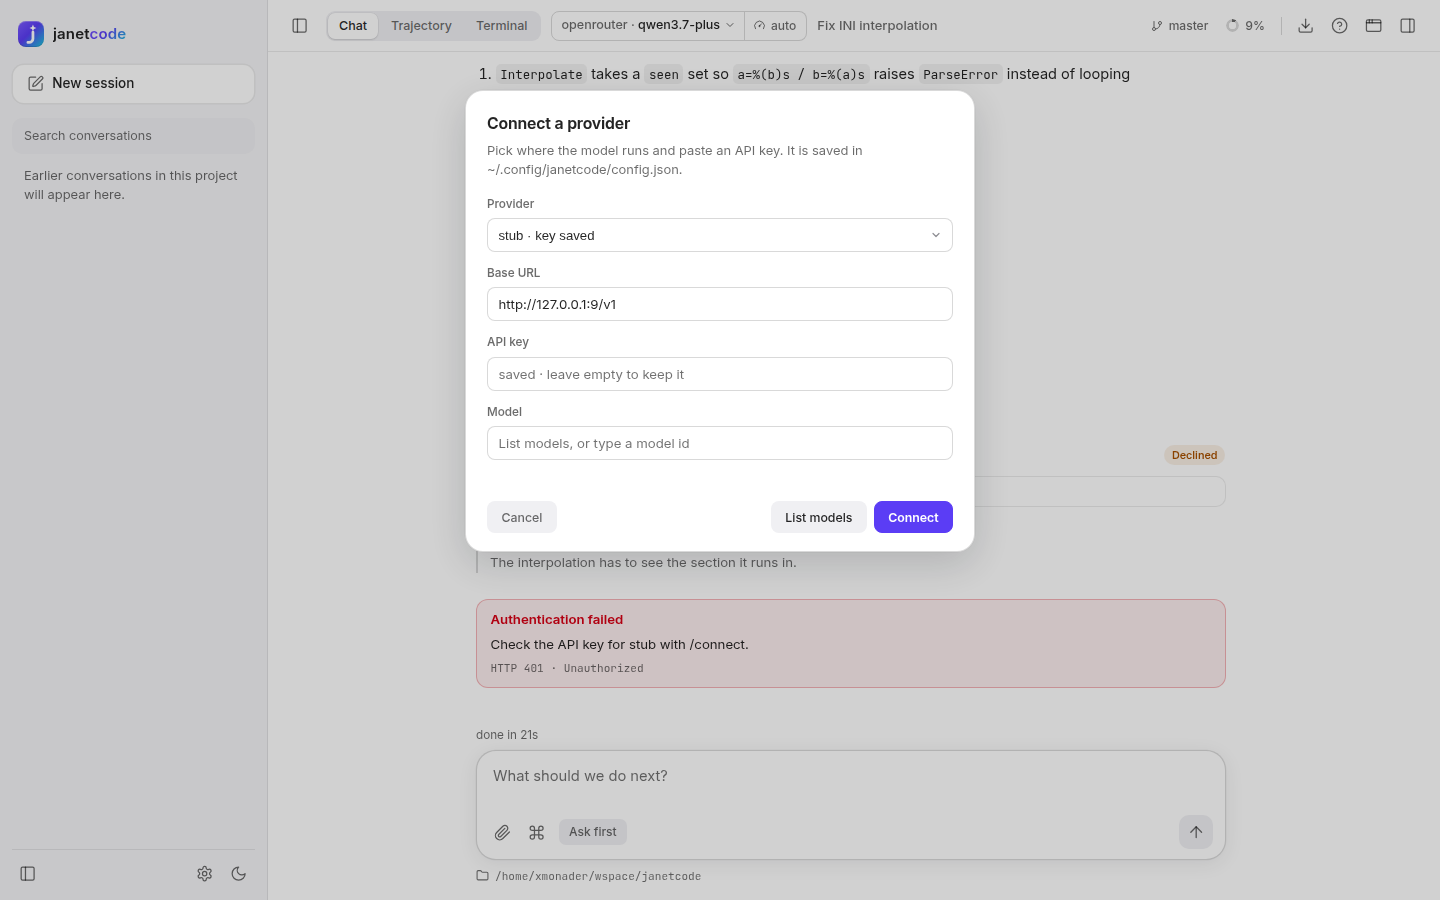 janetcode
New session
Search conversations
Earlier conversations in this project
will appear here.
Chat
Trajectory
Terminal
openrouter · qwen3.7-plus
auto
Fix INI interpolation
master
9%
1. Interpolate takes a seen set so a=%(b)s / b=%(a)s raises ParseError instead of looping
Connect a provider
Pick where the model runs and paste an API key. It is saved in
~/.config/janetcode/config.json.
Provider
stub · key saved
Base URL
http://127.0.0.1:9/v1
API key
saved · leave empty to keep it
Model
List models, or type a model id
Cancel
List models
Connect
Declined
The interpolation has to see the section it runs in.
Authentication failed
Check the API key for stub with /connect.
HTTP 401 · Unauthorized
done in 21s
What should we do next?
Ask first
/home/xmonader/wspace/janetcode